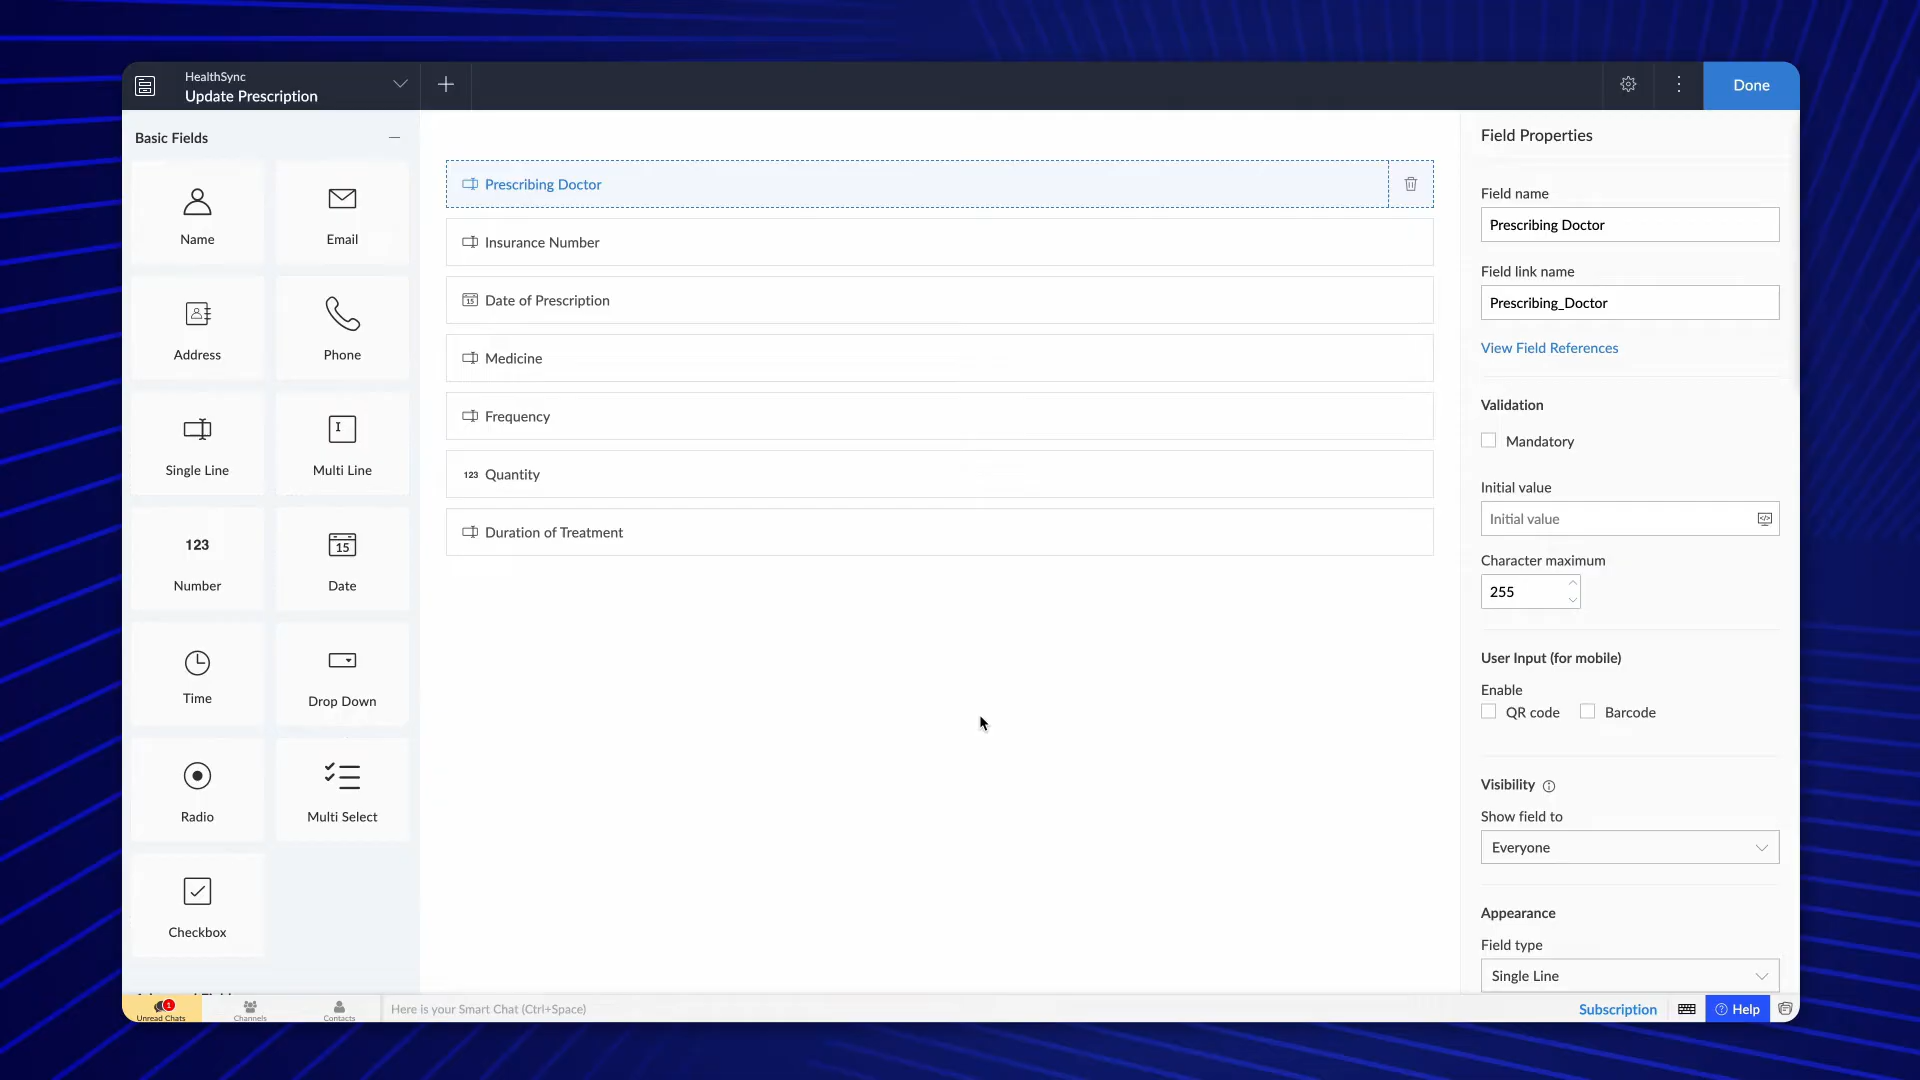 HealthSync
Update Prescription
Done
Basic Fields
Name
Email
Address
Phone
Single Line
Multi Line
123
Number
15
Date
Time
Drop Down
Radio
Multi Select
Checkbox
Prescribing Doctor
Insurance Number
15
Date of Prescription
Medicine
Frequency
123
Quantity
Duration of Treatment
Field Properties
Field name
Prescribing Doctor
Field link name
Prescribing_Doctor
View Field References
Validation
Mandatory
Initial value
Initial value
Character maximum
255
User Input (for mobile)
Enable
QR code
Barcode
Visibility
Show field to
Everyone
Appearance
Field type
Single Line
1
Unread Chats
Channels
Contacts
Here is your Smart Chat (Ctrl+Space)
Subscription
Help